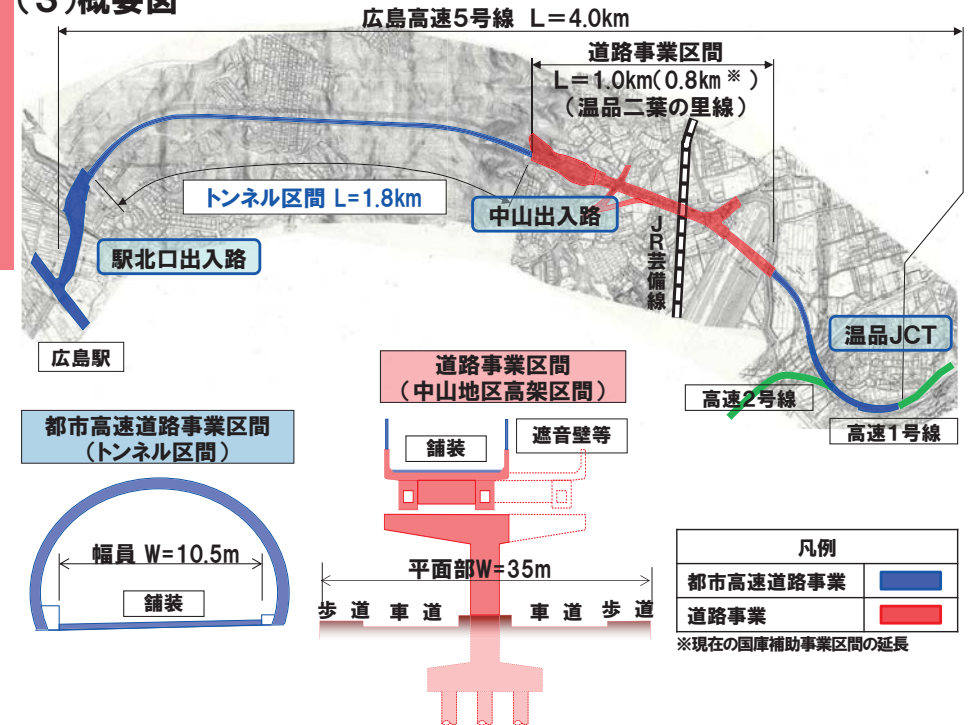 (3)概要図
広島高速5号線 L=4.0km
道路事業区間
L=1.0km(0.8km※)
(温品二葉の里線)
トンネル区間 L=1.8km
中山出入路
駅北口出入路
JR芸備線
広島駅
温品JCT
高速2号線
高速1号線
都市高速道路事業区間
(トンネル区間)
幅員 W=10.5m
舗装
道路事業区間
(中山地区高架区間)
舗装
遮音壁等
平面部W=35m
歩道 車道 車道 歩道
凡例
都市高速道路事業
道路事業
※現在の国庫補助事業区間の延長